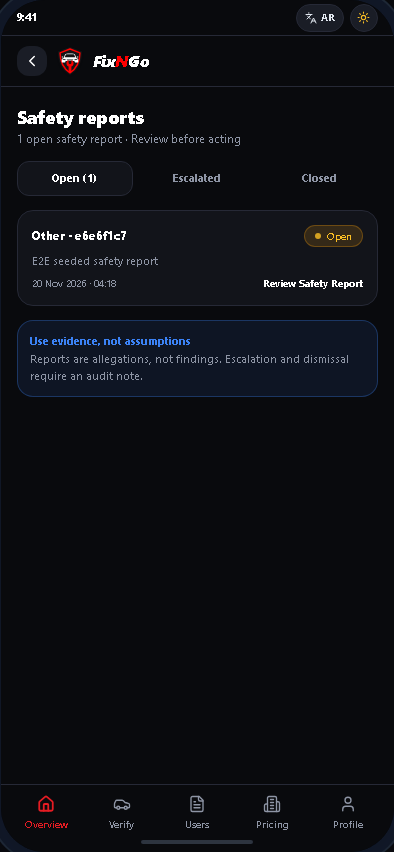 9:41
AR
FixNGo
Safety reports
1 open safety report · Review before acting
Open (1)
Escalated
Closed
Other · e6e6f1c7
Open
E2E seeded safety report
20 Nov 2026 · 04:18
Review Safety Report
Use evidence, not assumptions
Reports are allegations, not findings. Escalation and dismissal
require an audit note.
Overview
Verify
Users
Pricing
Profile